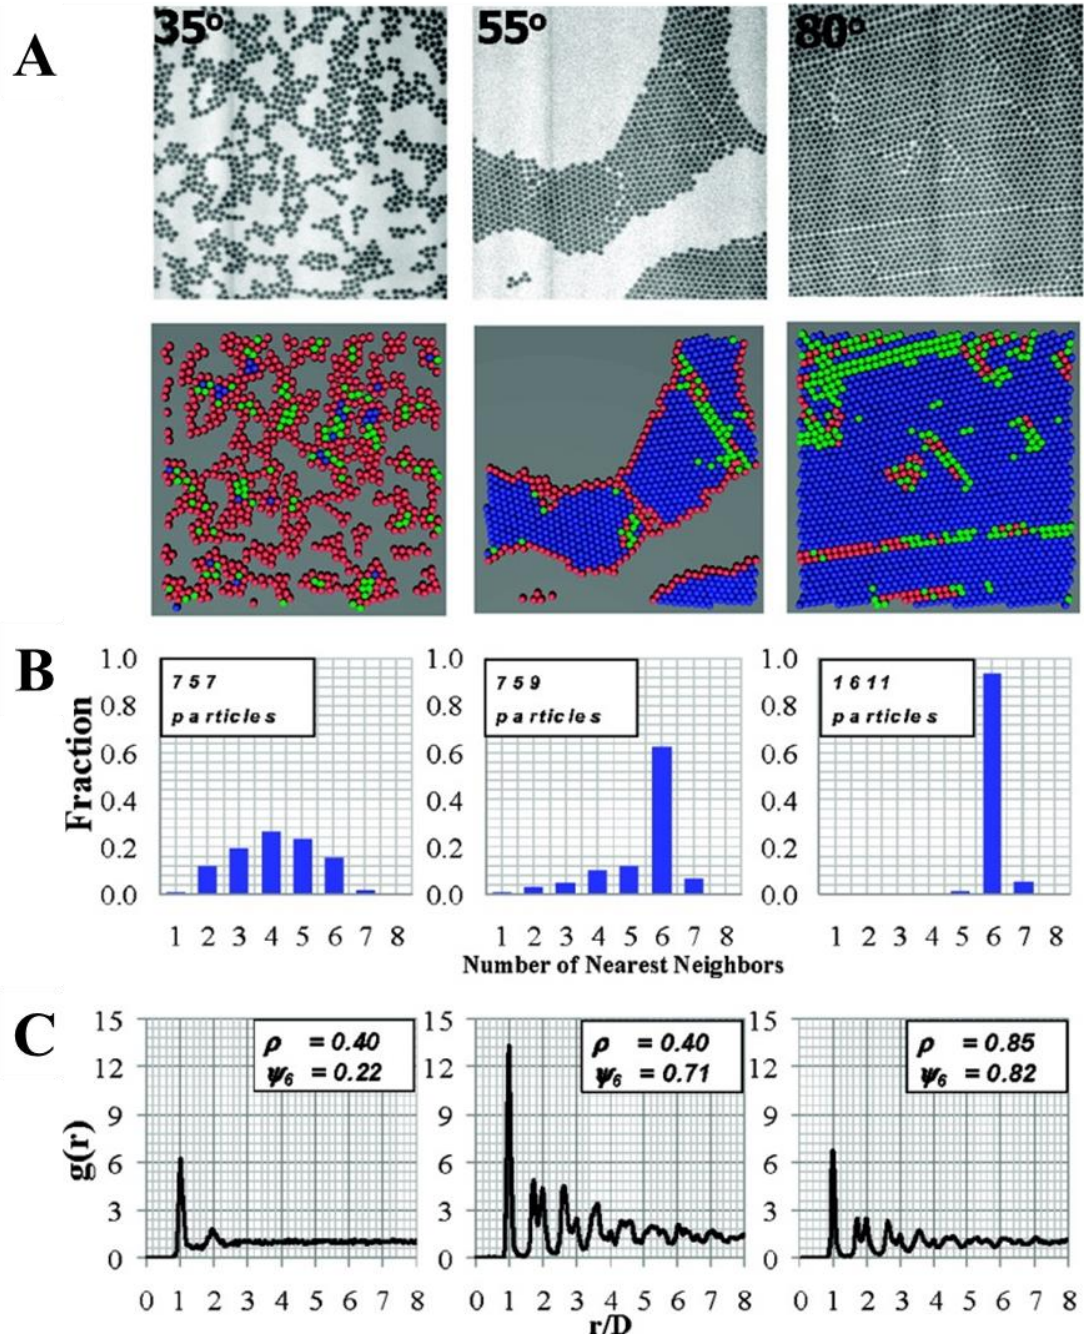 A
35º 55º 80º
B
1.0 1.0 1.0
0.8 0.8 0.8
0.6 0.6 0.6
0.4 0.4 0.4
0.2 0.2 0.2
0.0 0.0 0.0
Fraction
757
particles
759
particles
1611
particles
1 2 3 4 5 6 7 8 1 2 3 4 5 6 7 8 1 2 3 4 5 6 7 8
Number of Nearest Neighbors
C
15 15 15
12 12 12
9 9 9
6 6 6
3 3 3
0 0 0
g(r)
ρ = 0.40
ψ6 = 0.22
ρ = 0.40
ψ6 = 0.71
ρ = 0.85
ψ6 = 0.82
0 1 2 3 4 5 6 7 8 0 1 2 3 4 5 6 7 8 0 1 2 3 4 5 6 7 8
r/D